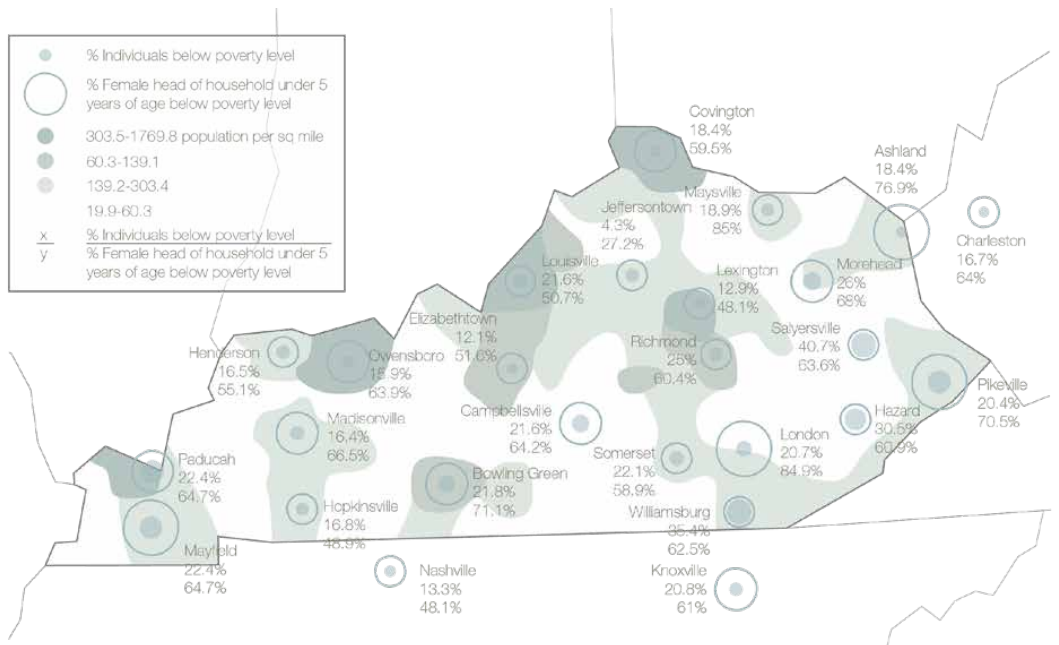 % Individuals below poverty level
% Female head of household under 5
years of age below poverty level
303.5-1769.8 population per sq mile
60.3-139.1
139.2-303.4
19.9-60.3
x
% Individuals below poverty level
y
% Female head of household under 5
years of age below poverty level
Covington
18.4%
59.5%
Ashland
18.4%
76.9%
Maysville
18.9%
85%
Jeffersontown
4.3%
27.2%
Charleston
16.7%
64%
Louisville
21.6%
50.7%
Lexington
12.9%
48.1%
Morehead
26%
68%
Elizabethtown
12.1%
51.6%
Richmond
25%
60.4%
Salyersville
40.7%
63.6%
Henderson
16.5%
55.1%
Owensboro
15.9%
63.9%
Pikeville
20.4%
70.5%
Madisonville
16.4%
66.5%
Campbellsville
21.6%
64.2%
Hazard
30.5%
60.9%
London
20.7%
84.9%
Somerset
22.1%
58.9%
Paducah
22.4%
64.7%
Bowling Green
21.8%
71.1%
Hopkinsville
16.8%
48.9%
Williamsburg
35.4%
62.5%
Mayfield
22.4%
64.7%
Nashville
13.3%
48.1%
Knoxville
20.8%
61%